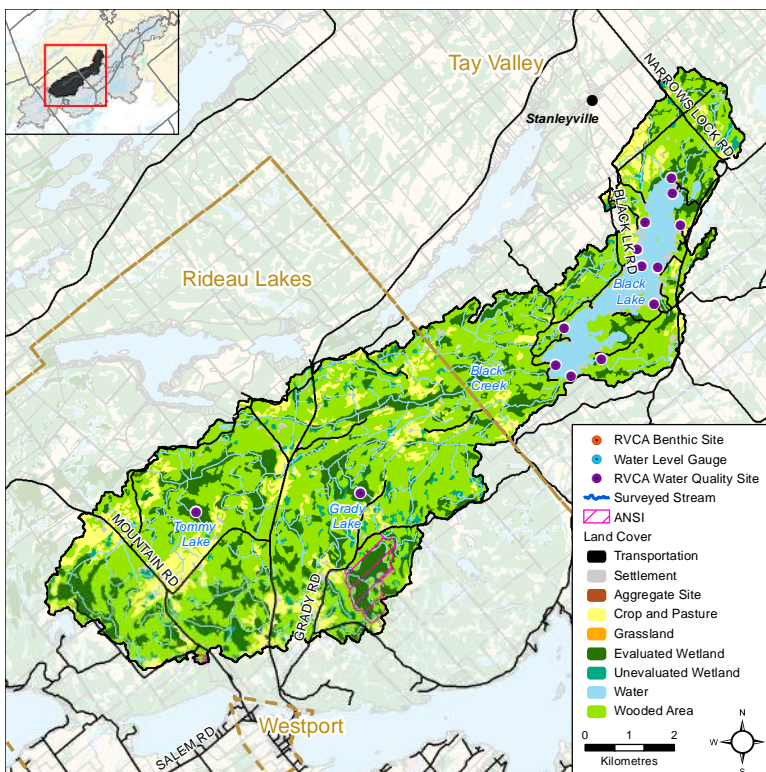 Tay Valley
Stanleyville
NARROWS LOCK RD
BLACK LK RD
Rideau Lakes
Black
Lake
Black
Creek
Grady
Lake
Tommy
Lake
MOUNTAIN RD
GRADY RD
Westport
SALEM RD
RVCA Benthic Site
Water Level Gauge
RVCA Water Quality Site
Surveyed Stream
ANSI
Land Cover
Transportation
Settlement
Aggregate Site
Crop and Pasture
Grassland
Evaluated Wetland
Unevaluated Wetland
Water
Wooded Area
0 1 2
Kilometres
N
W E
S